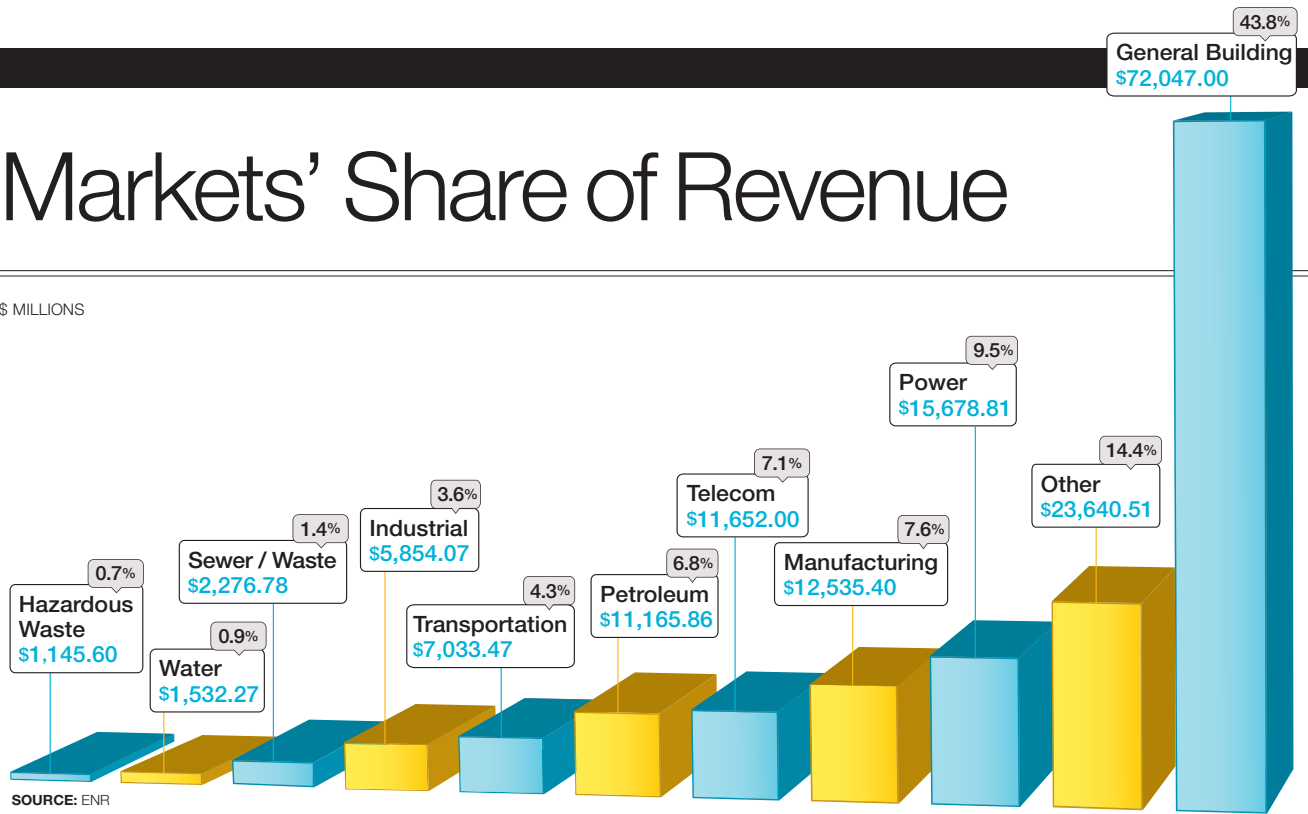 Markets’ Share of Revenue
$ MILLIONS
0.7%
Hazardous
Waste
$1,145.60
0.9%
Water
$1,532.27
1.4%
Sewer / Waste
$2,276.78
3.6%
Industrial
$5,854.07
4.3%
Transportation
$7,033.47
6.8%
Petroleum
$11,165.86
7.1%
Telecom
$11,652.00
7.6%
Manufacturing
$12,535.40
9.5%
Power
$15,678.81
14.4%
Other
$23,640.51
43.8%
General Building
$72,047.00
SOURCE: ENR